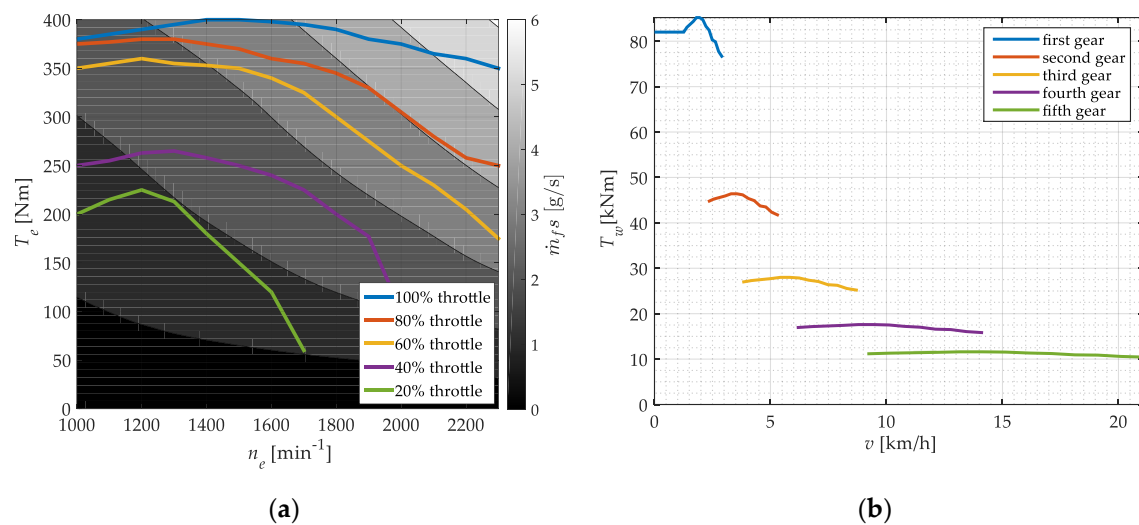 400
350
300
250
200
150
100
50
0
T_e [Nm]
1000 1200 1400 1600 1800 2000 2200
n_e [min^-1]
100% throttle
80% throttle
60% throttle
40% throttle
20% throttle
6
5
4
3
2
1
0
ṁ_f s [g/s]
(a)
80
70
60
50
40
30
20
10
0
T_w [kNm]
0 5 10 15 20
v [km/h]
first gear
second gear
third gear
fourth gear
fifth gear
(b)